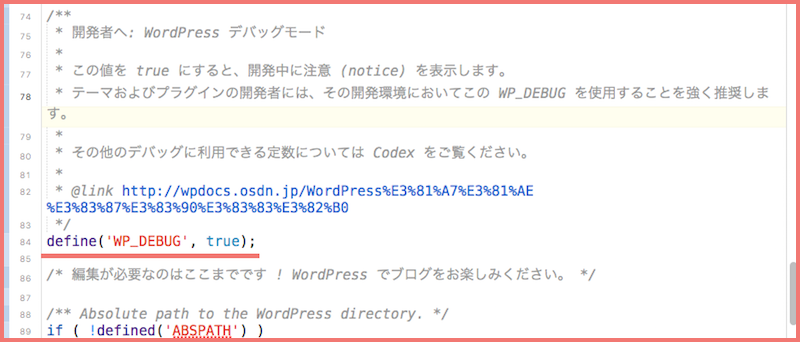 74 /**
75 * 開発者へ: WordPress デバッグモード
76 *
77 * この値を true にすると、開発中に注意 (notice) を表示します。
78 * テーマおよびプラグインの開発者には、その開発環境においてこの WP_DEBUG を使用することを強く推奨しま
す。
79 *
80 * その他のデバッグに利用できる定数については Codex をご覧ください。
81 *
82 * @link http://wpdocs.osdn.jp/WordPress%E3%81%A7%E3%81%AE
%E3%83%87%E3%83%90%E3%83%83%E3%82%B0
83 */
84 define('WP_DEBUG', true);
85
86 /* 編集が必要なのはここまでです ! WordPress でブログをお楽しみください。 */
87
88 /** Absolute path to the WordPress directory. */
89 if ( !defined('ABSPATH') )